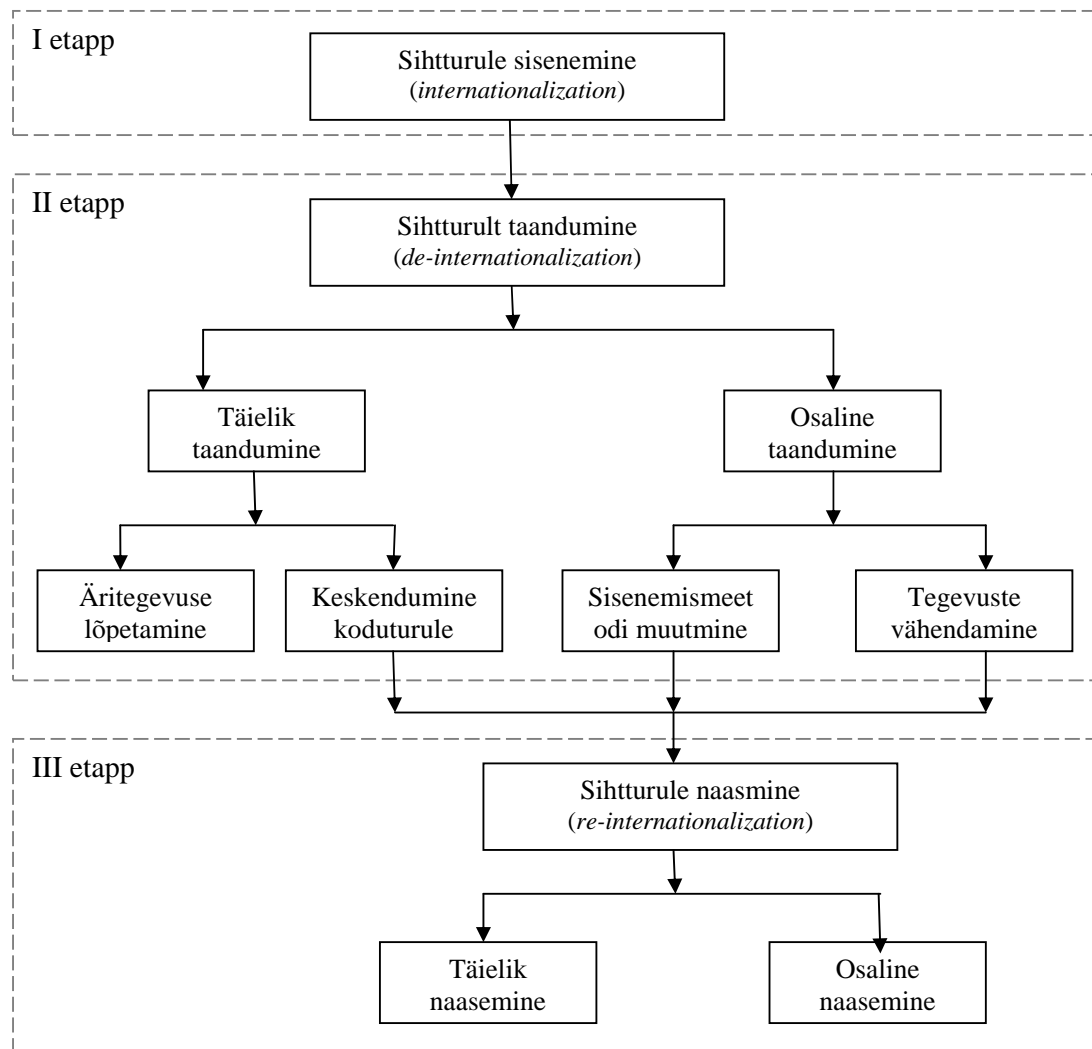 I etapp
Sihtturule sisenemine
(internationalization)
II etapp
Sihtturult taandumine
(de-internationalization)
Täielik
taandumine
Osaline
taandumine
Äritegevuse
lõpetamine
Keskendumine
koduturule
Sisenemismeet
odi muutmine
Tegevuste
vähendamine
III etapp
Sihtturule naasmine
(re-internationalization)
Täielik
naasemine
Osaline
naasemine